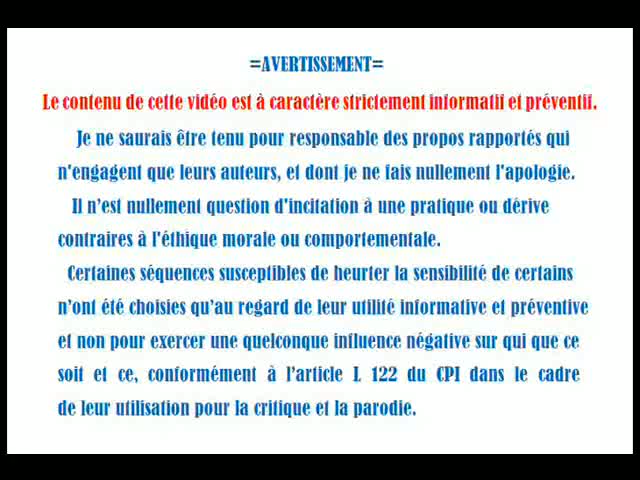 =AVERTISSEMENT=
Le contenu de cette vidéo est à caractère strictement informatif et préventif.
Je ne saurais être tenu pour responsable des propos rapportés qui
n'engagent que leurs auteurs, et dont je ne fais nullement l'apologie.
Il n'est nullement question d'incitation à une pratique ou dérive
contraires à l'éthique morale ou comportementale.
Certaines séquences susceptibles de heurter la sensibilité de certains
n'ont été choisies qu'au regard de leur utilité informative et préventive
et non pour exercer une quelconque influence négative sur qui que ce
soit et ce, conformément à l'article L 122 du CPI dans le cadre
de leur utilisation pour la critique et la parodie.